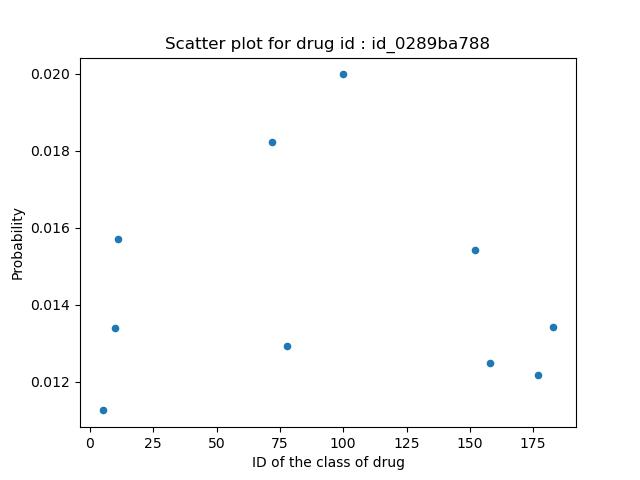 Scatter plot for drug id : id_0289ba788
0.020
0.018
0.016
0.014
0.012
Probability
0 25 50 75 100 125 150 175
ID of the class of drug